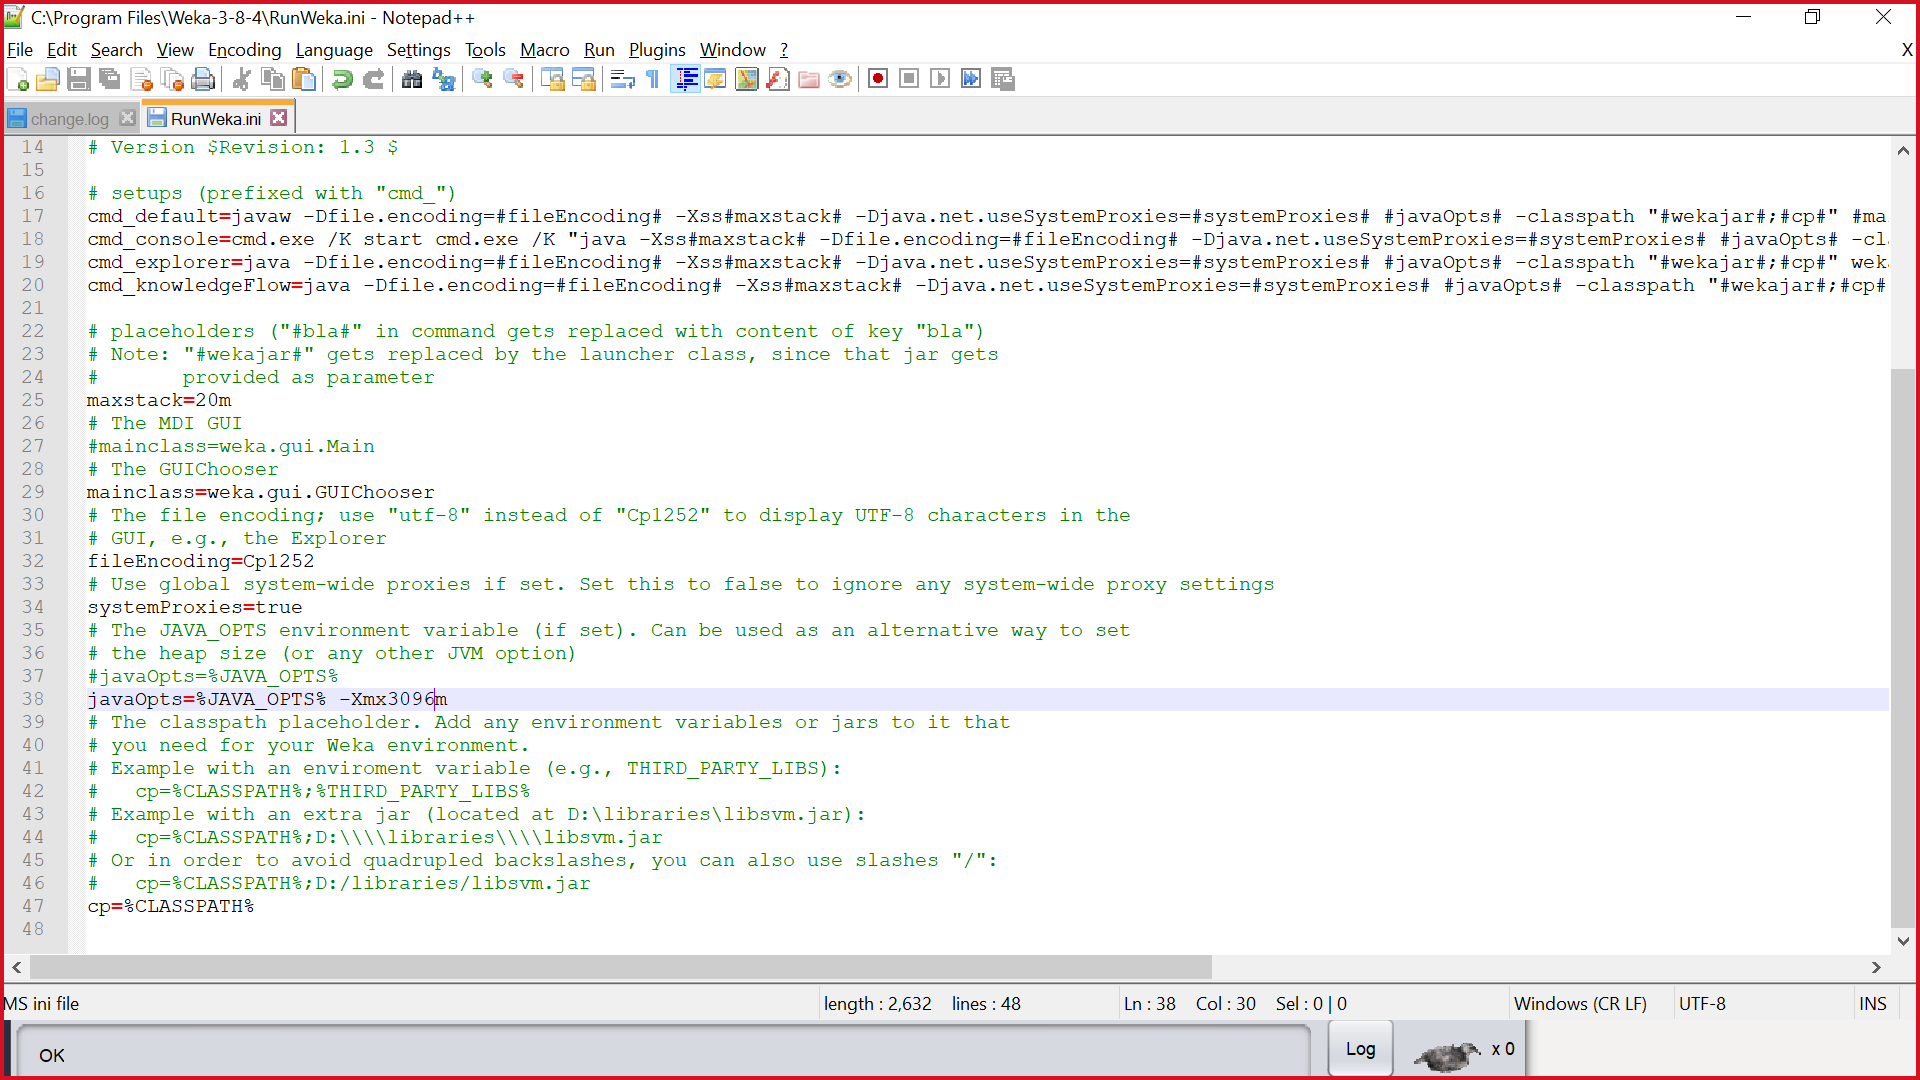 C:\Program Files\Weka-3-8-4\RunWeka.ini - Notepad++
File Edit Search View Encoding Language Settings Tools Macro Run Plugins Window ? X
change.log RunWeka.ini
14 # Version $Revision: 1.3 $
15
16 # setups (prefixed with "cmd_")
17 cmd_default=javaw -Dfile.encoding=#fileEncoding# -Xss#maxstack# -Djava.net.useSystemProxies=#systemProxies# #javaOpts# -classpath "#wekajar#;#cp#" #ma
18 cmd_console=cmd.exe /K start cmd.exe /K "java -Xss#maxstack# -Dfile.encoding=#fileEncoding# -Djava.net.useSystemProxies=#systemProxies# #javaOpts# -cl
19 cmd_explorer=java -Dfile.encoding=#fileEncoding# -Xss#maxstack# -Djava.net.useSystemProxies=#systemProxies# #javaOpts# -classpath "#wekajar#;#cp#" wek
20 cmd_knowledgeFlow=java -Dfile.encoding=#fileEncoding# -Xss#maxstack# -Djava.net.useSystemProxies=#systemProxies# #javaOpts# -classpath "#wekajar#;#cp#
21
22 # placeholders ("#bla#" in command gets replaced with content of key "bla")
23 # Note: "#wekajar#" gets replaced by the launcher class, since that jar gets
24 #       provided as parameter
25 maxstack=20m
26 # The MDI GUI
27 #mainclass=weka.gui.Main
28 # The GUIChooser
29 mainclass=weka.gui.GUIChooser
30 # The file encoding; use "utf-8" instead of "Cp1252" to display UTF-8 characters in the
31 # GUI, e.g., the Explorer
32 fileEncoding=Cp1252
33 # Use global system-wide proxies if set. Set this to false to ignore any system-wide proxy settings
34 systemProxies=true
35 # The JAVA_OPTS environment variable (if set). Can be used as an alternative way to set
36 # the heap size (or any other JVM option)
37 #javaOpts=%JAVA_OPTS%
38 javaOpts=%JAVA_OPTS% -Xmx3096m
39 # The classpath placeholder. Add any environment variables or jars to it that
40 # you need for your Weka environment.
41 # Example with an enviroment variable (e.g., THIRD_PARTY_LIBS):
42 #   cp=%CLASSPATH%;%THIRD_PARTY_LIBS%
43 # Example with an extra jar (located at D:\libraries\libsvm.jar):
44 #   cp=%CLASSPATH%;D:\\\\libraries\\\\libsvm.jar
45 # Or in order to avoid quadrupled backslashes, you can also use slashes "/":
46 #   cp=%CLASSPATH%;D:/libraries/libsvm.jar
47 cp=%CLASSPATH%
48
MS ini file length : 2,632 lines : 48 Ln : 38 Col : 30 Sel : 0 | 0 Windows (CR LF) UTF-8 INS
OK Log x 0